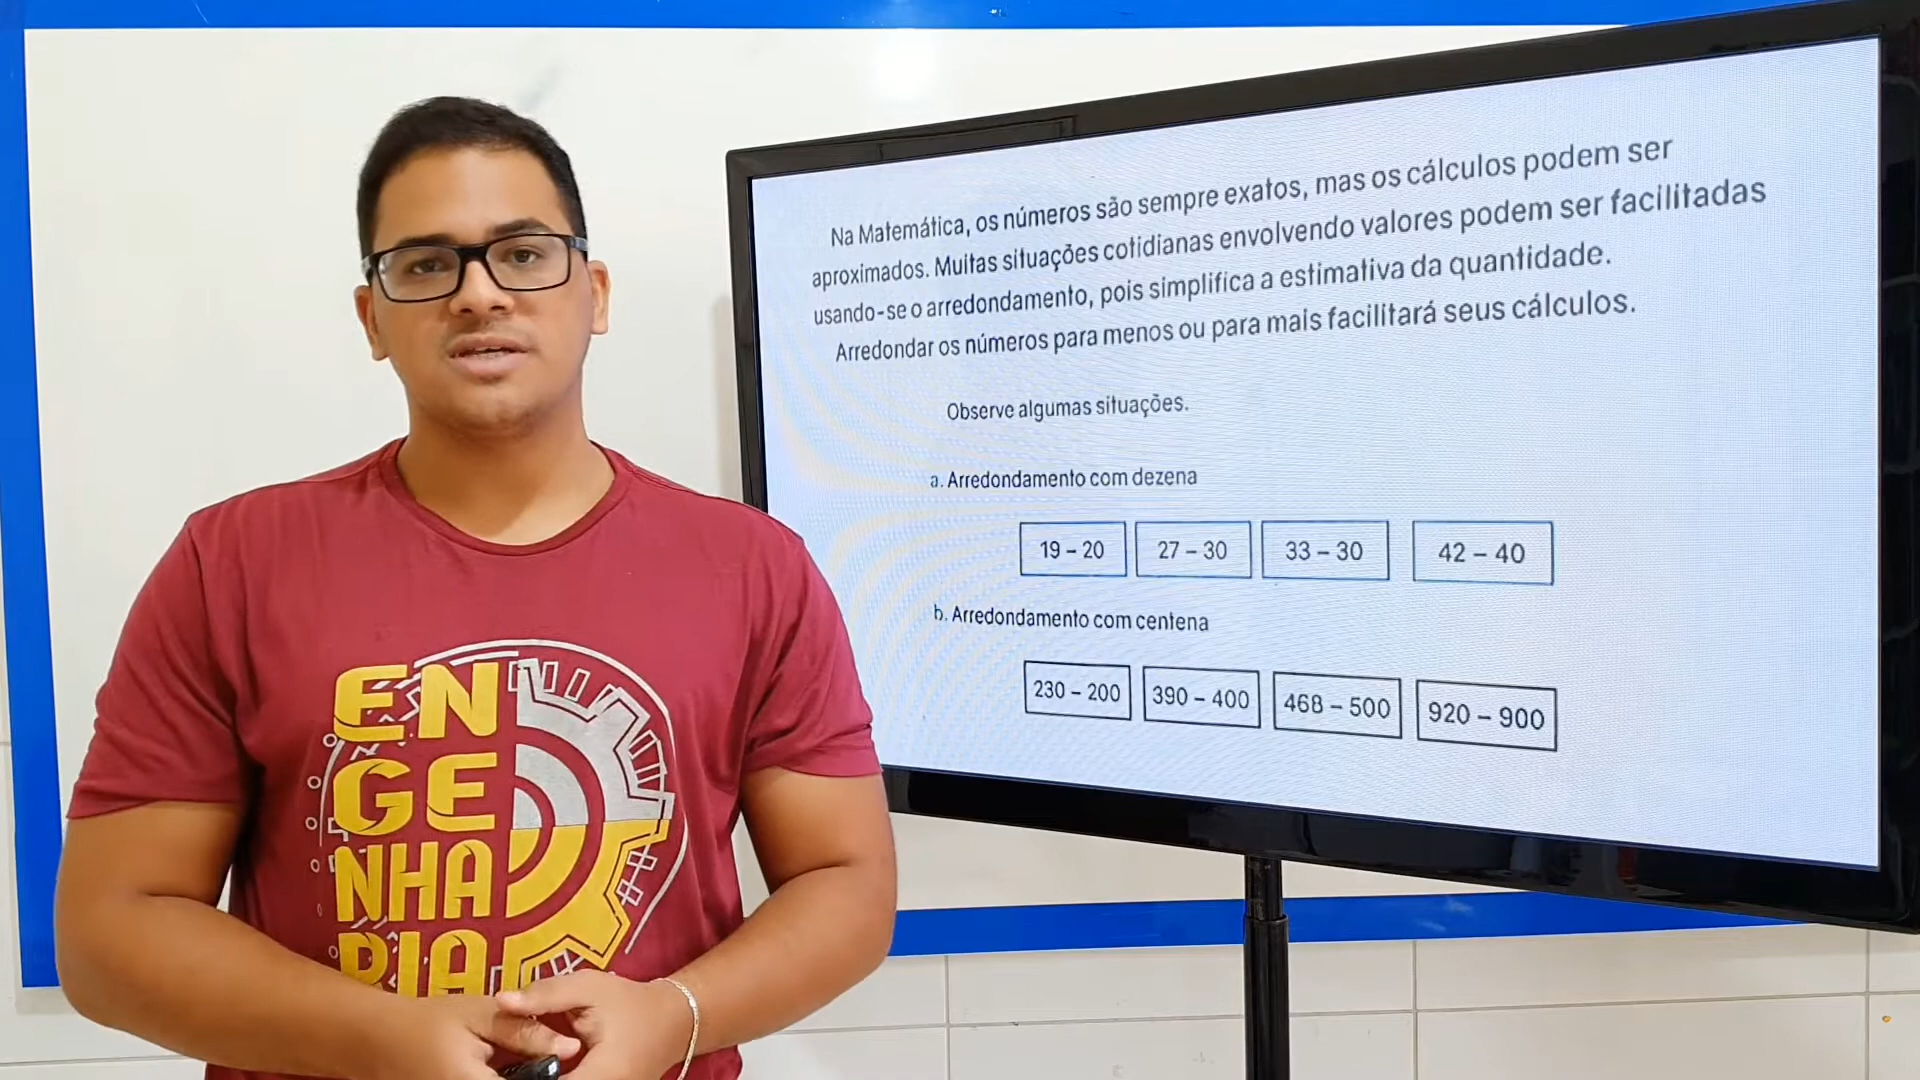 Na Matemática, os números são sempre exatos, mas os cálculos podem ser
aproximados. Muitas situações cotidianas envolvendo valores podem ser facilitadas
usando-se o arredondamento, pois simplifica a estimativa da quantidade.
Arredondar os números para menos ou para mais facilitará seus cálculos.
Observe algumas situações.
a. Arredondamento com dezena
19 – 20 27 – 30 33 – 30 42 – 40
b. Arredondamento com centena
230 – 200 390 – 400 468 – 500 920 – 900
EN
GE
NHA
RIA